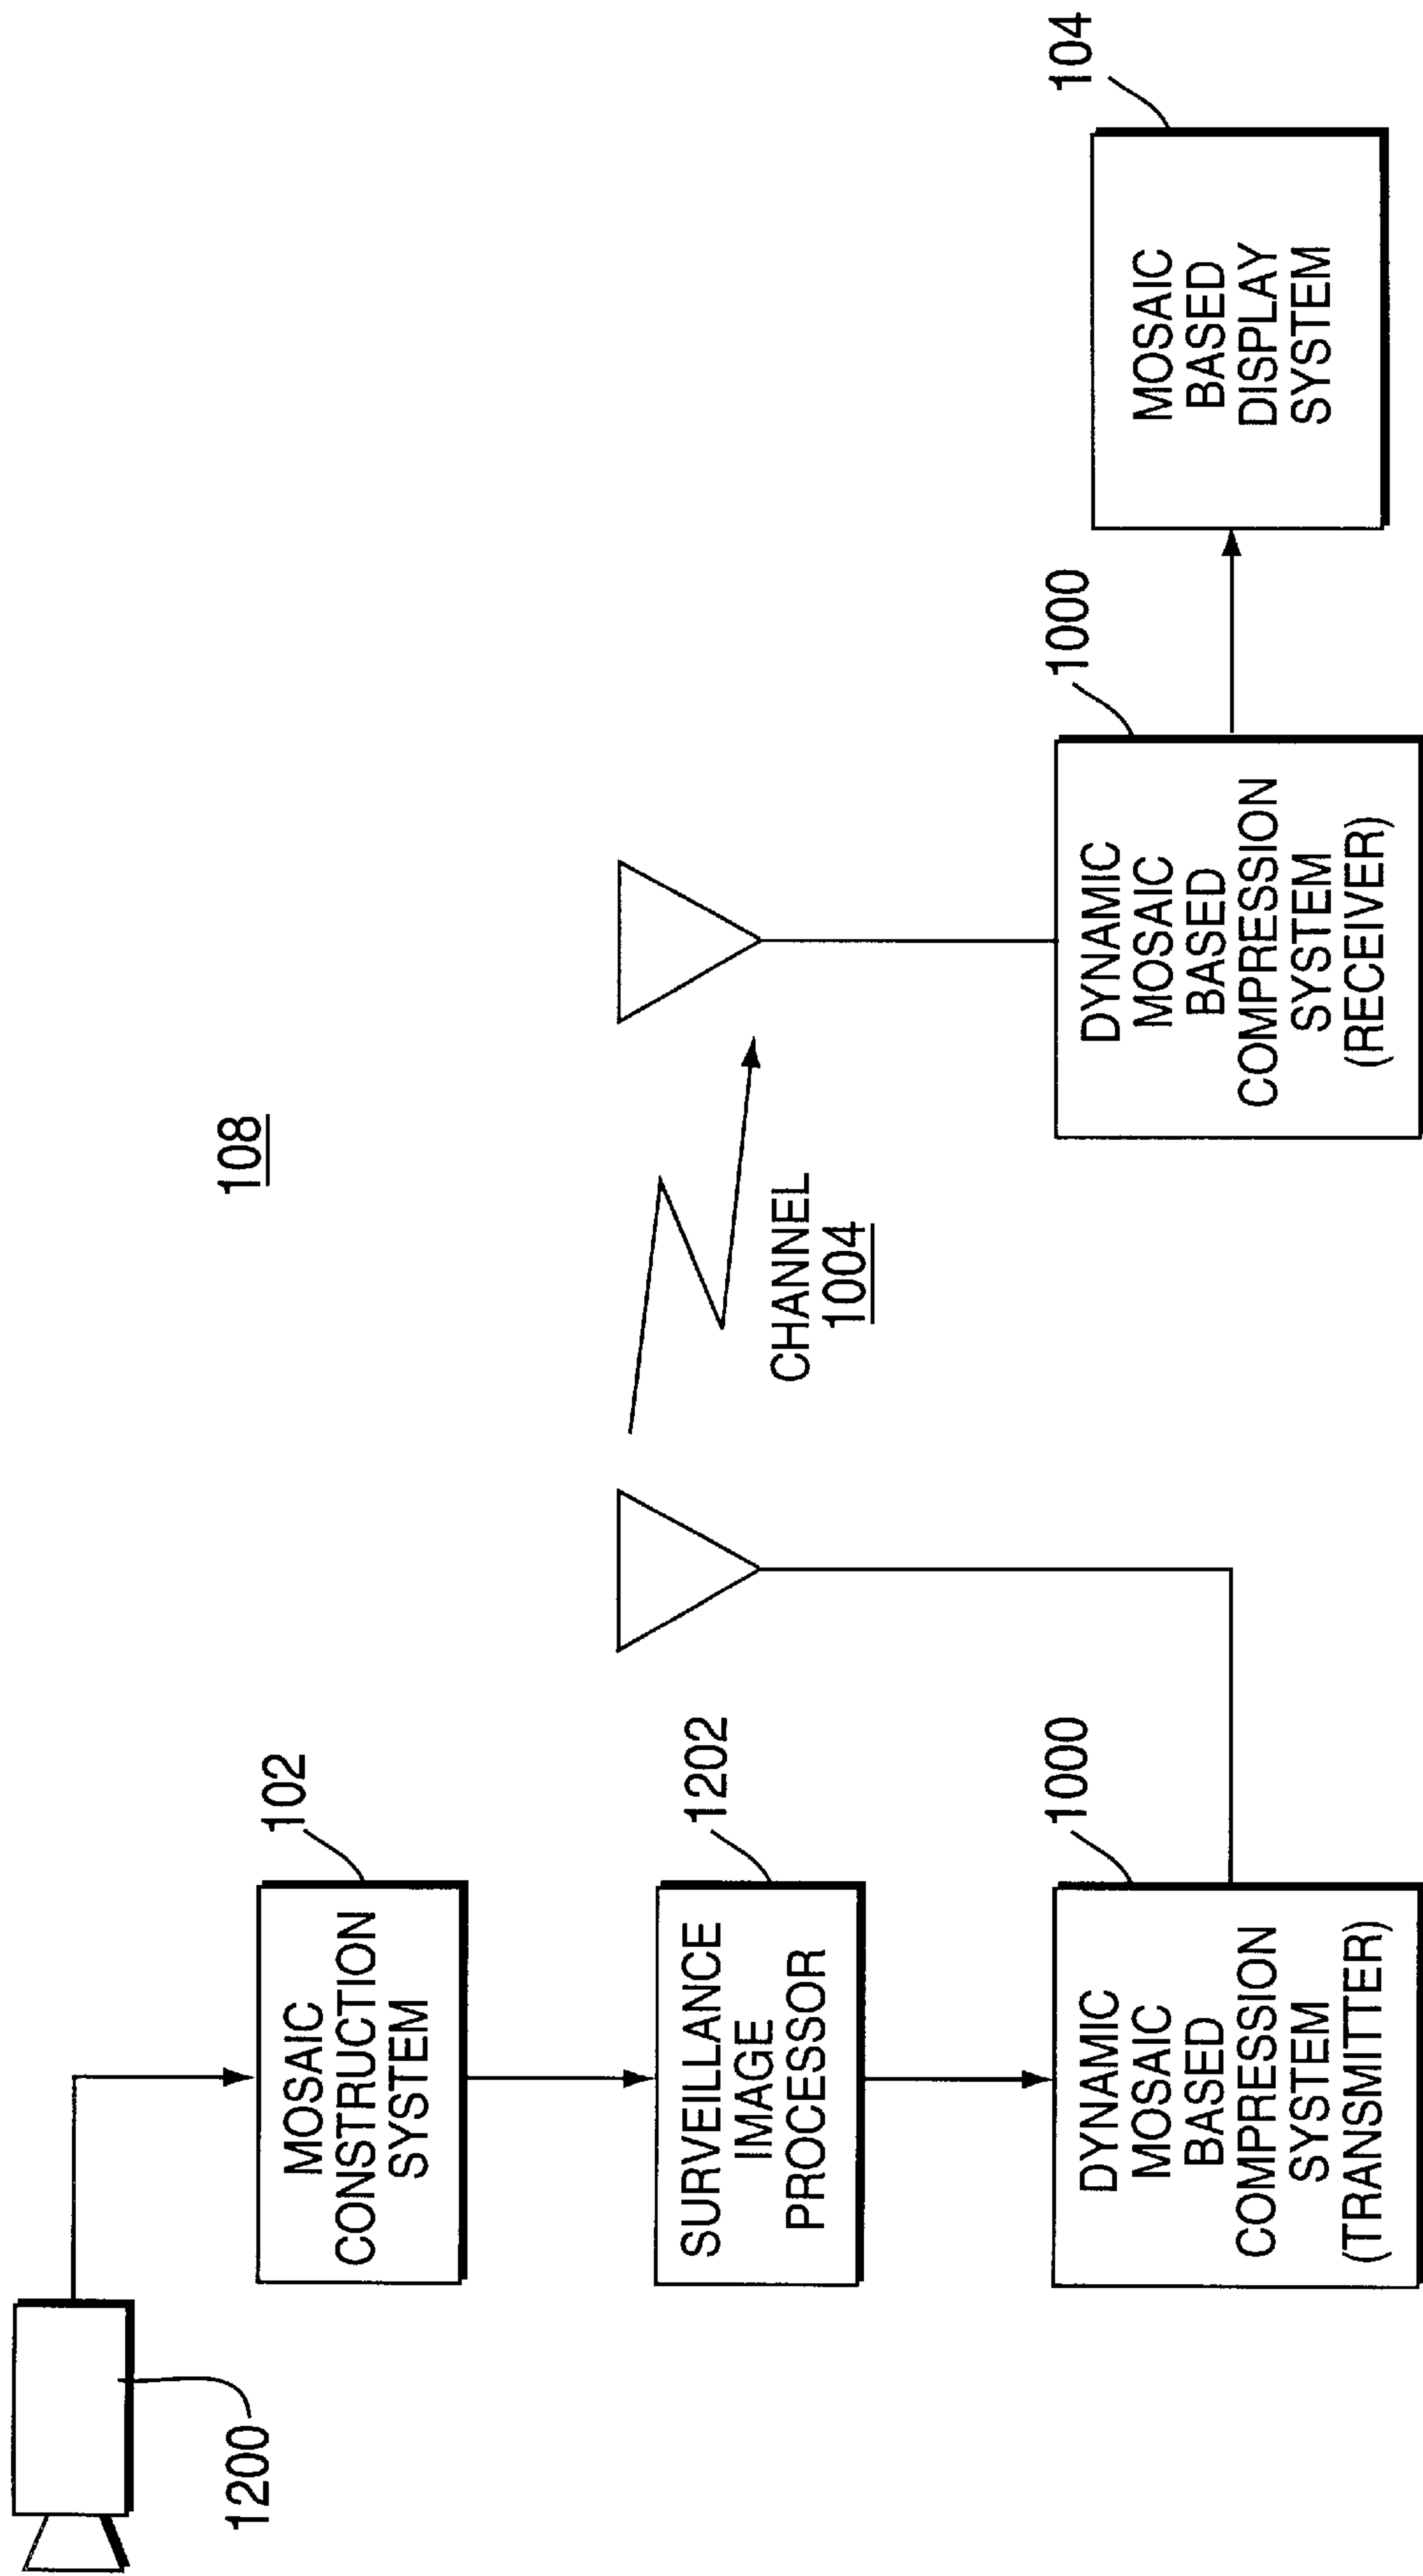 108
1200
102
MOSAIC
CONSTRUCTION
SYSTEM
1202
SURVEILLANCE
IMAGE
PROCESSOR
1000
DYNAMIC
MOSAIC
BASED
COMPRESSION
SYSTEM
(TRANSMITTER)
CHANNEL
1004
1000
DYNAMIC
MOSAIC
BASED
COMPRESSION
SYSTEM
(RECEIVER)
104
MOSAIC
BASED
DISPLAY
SYSTEM